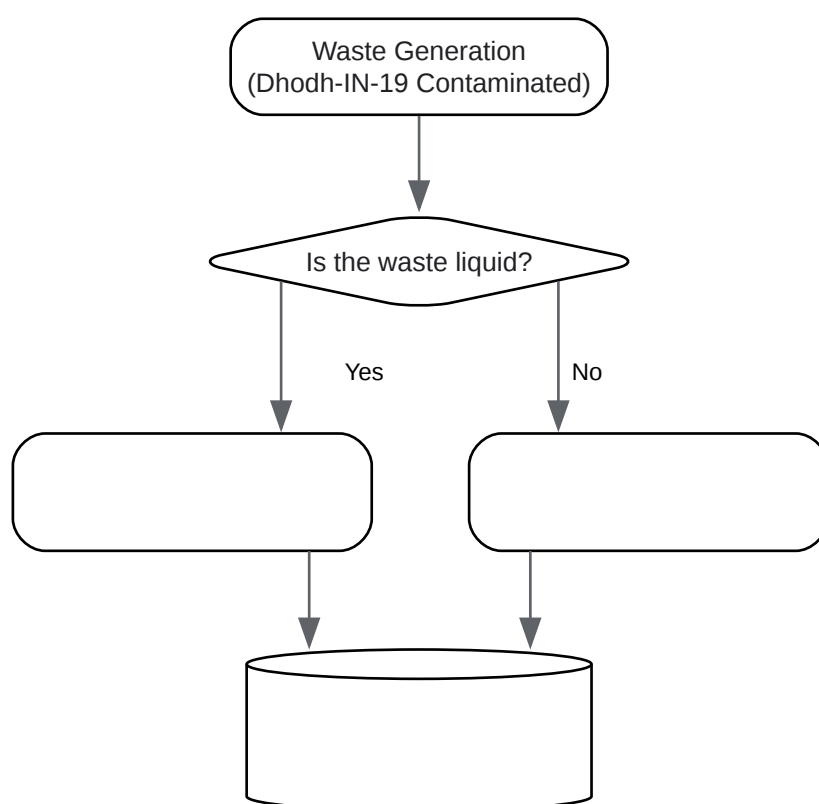 Waste Generation
(Dhodh-IN-19 Contaminated)
Is the waste liquid?
Yes
No